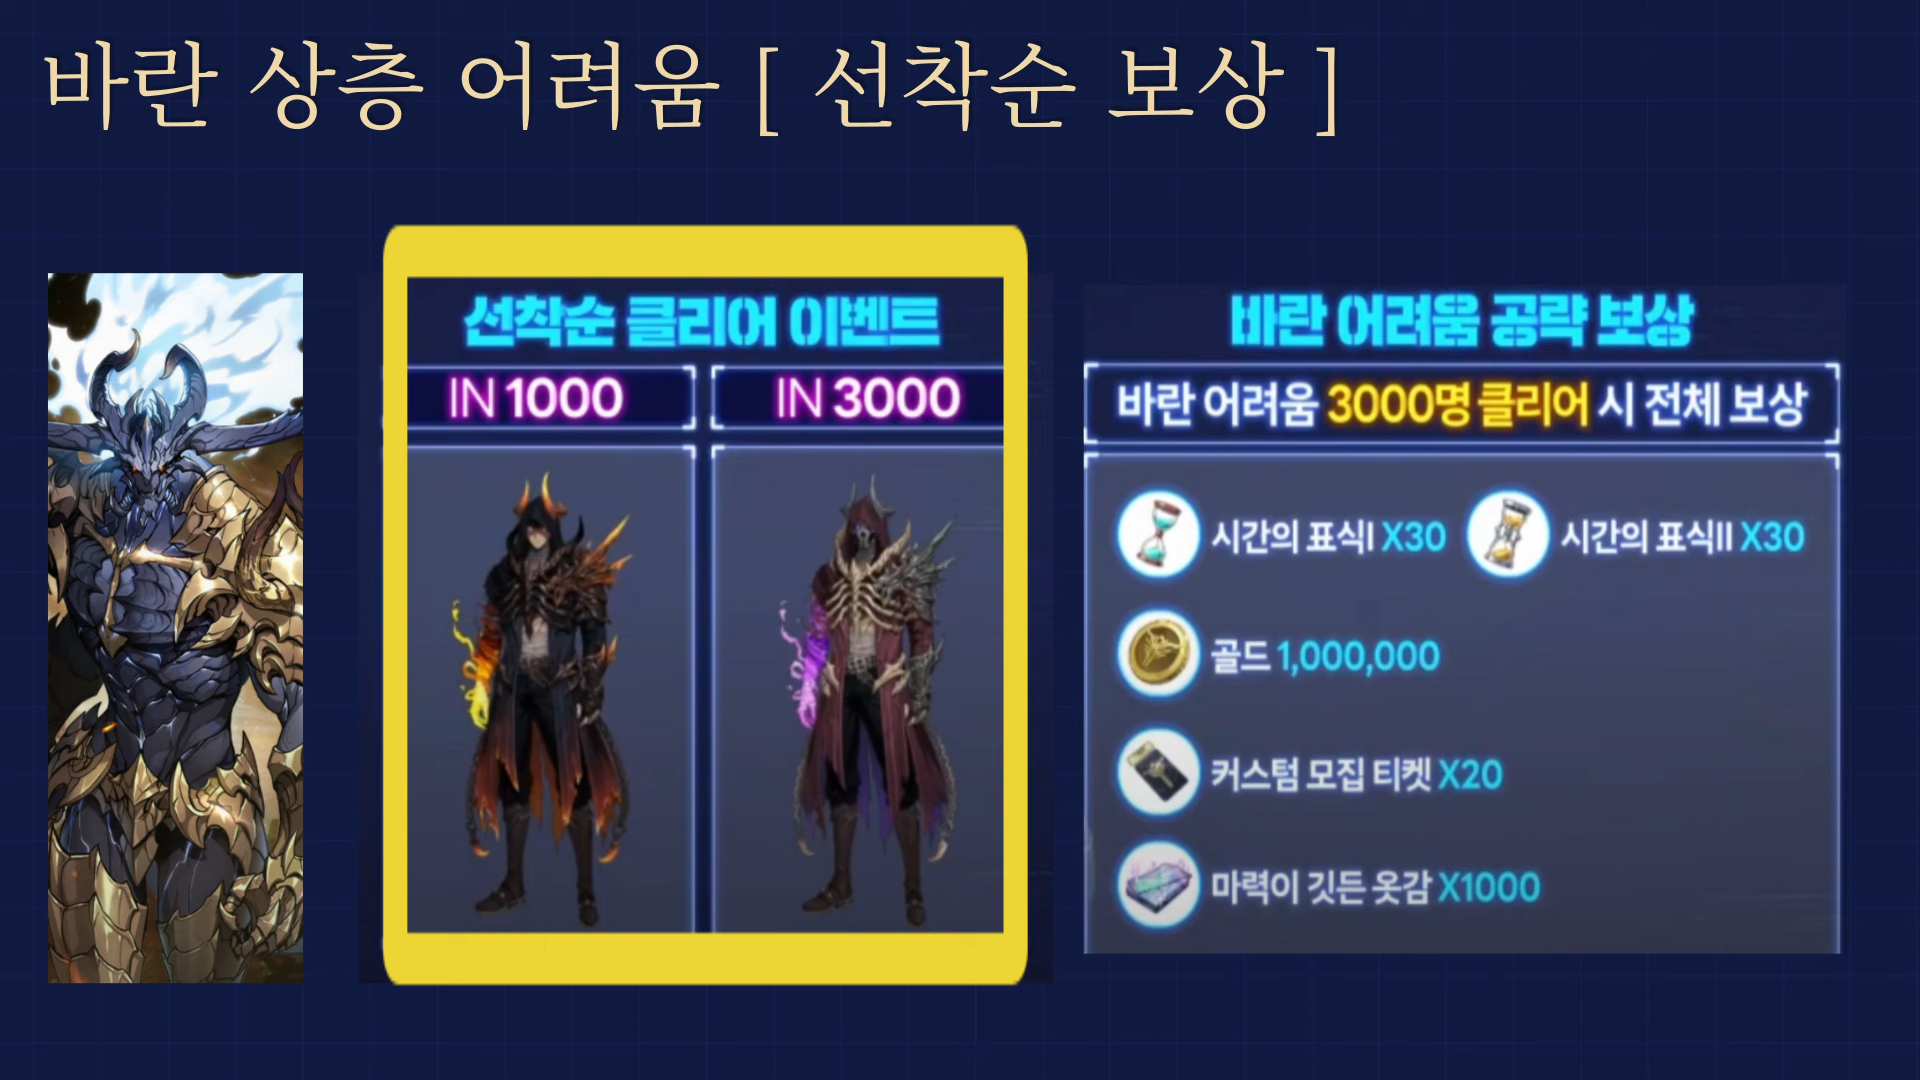 바란 상층 어려움 [ 선착순 보상 ]
선착순 클리어 이벤트
IN 1000
IN 3000
바란 어려움 공략 보상
바란 어려움 3000명 클리어 시 전체 보상
시간의 표식I X30
시간의 표식II X30
골드 1,000,000
커스텀 모집 티켓 X20
마력이 깃든 옷감 X1000